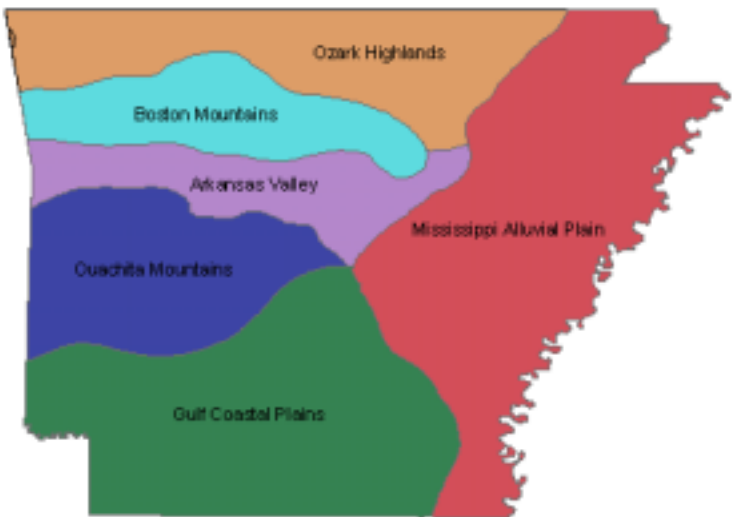 Ozark Highlands
Boston Mountains
Arkansas Valley
Mississippi Alluvial Plain
Ouachita Mountains
Gulf Coastal Plains